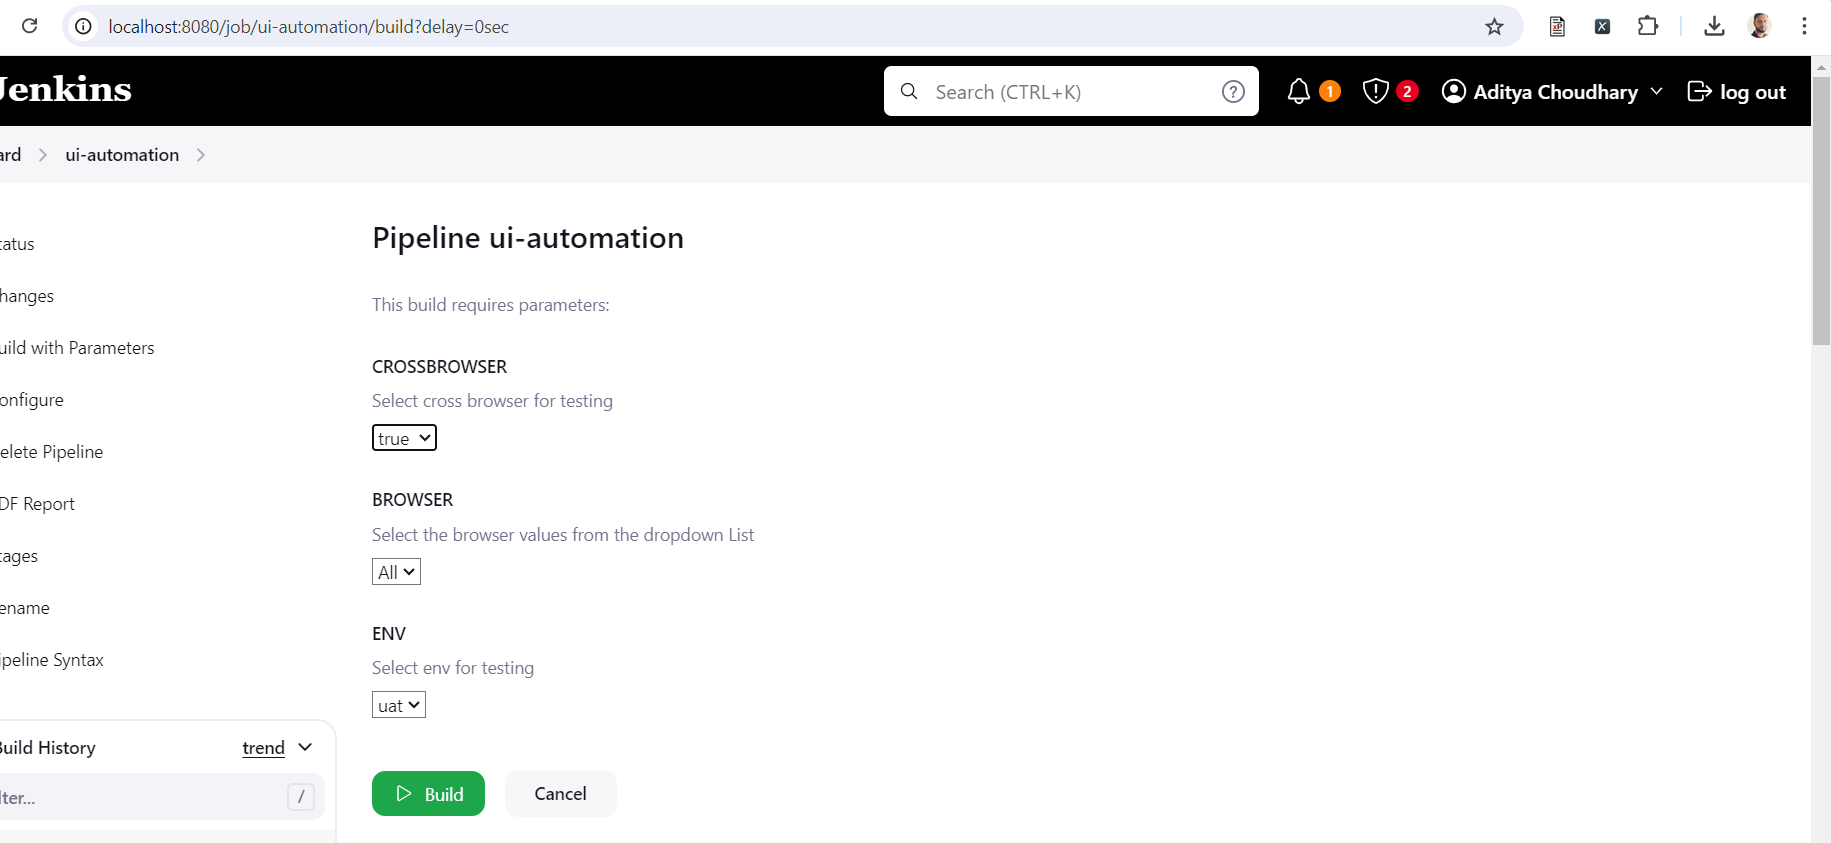 localhost:8080/job/ui-automation/build?delay=0sec
Jenkins
Search (CTRL+K)
?
1
2
Aditya Choudhary
log out
ard
ui-automation
tatus
hanges
uild with Parameters
onfigure
elete Pipeline
DF Report
tages
ename
ipeline Syntax
Build History
trend
lter...
/
Pipeline ui-automation
This build requires parameters:
CROSSBROWSER
Select cross browser for testing
true
BROWSER
Select the browser values from the dropdown List
All
ENV
Select env for testing
uat
Build
Cancel